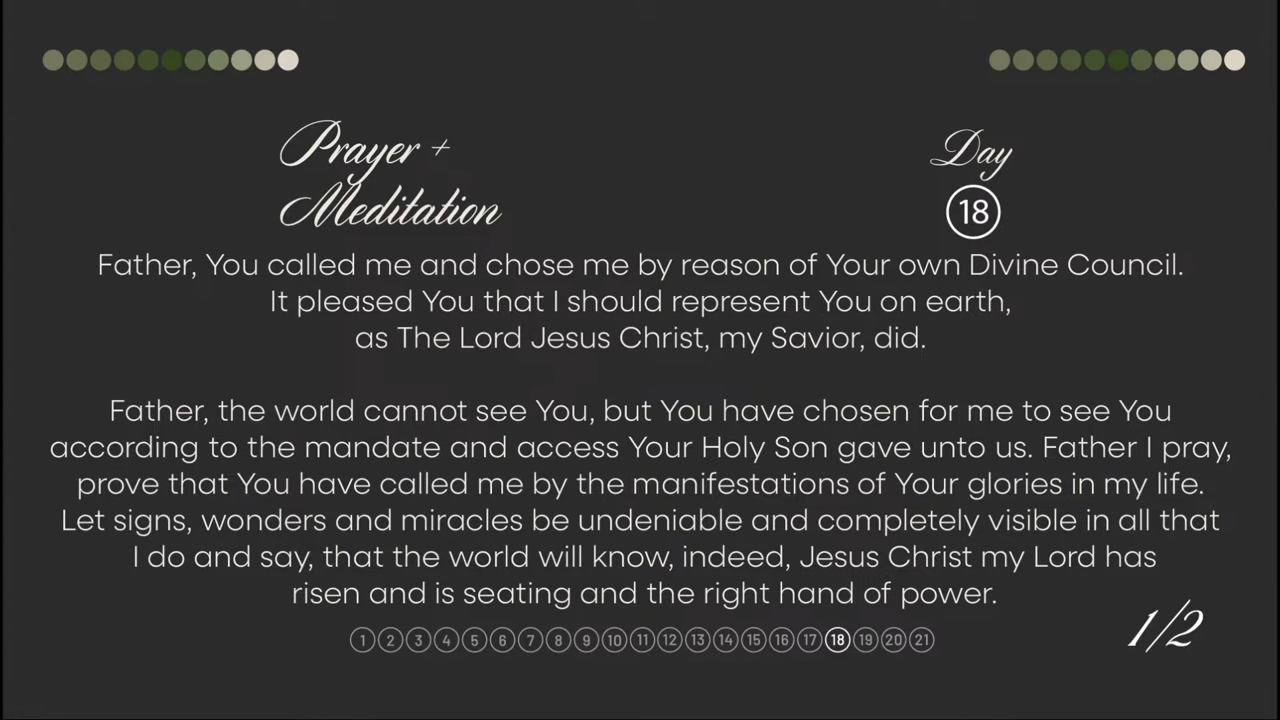 Prayer +
Meditation
Day
18
Father, You called me and chose me by reason of Your own Divine Council.
It pleased You that I should represent You on earth,
as The Lord Jesus Christ, my Savior, did.
Father, the world cannot see You, but You have chosen for me to see You
according to the mandate and access Your Holy Son gave unto us. Father I pray,
prove that You have called me by the manifestations of Your glories in my life.
Let signs, wonders and miracles be undeniable and completely visible in all that
I do and say, that the world will know, indeed, Jesus Christ my Lord has
risen and is seating and the right hand of power.
1 2 3 4 5 6 7 8 9 10 11 12 13 14 15 16 17 18 19 20 21
1/2